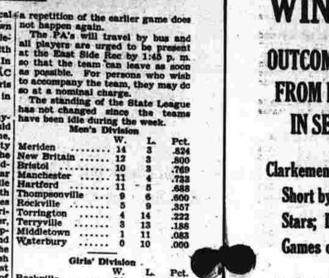 a repetition of the earlier game does
not happen again.
The PA's will travel by bus and
all players are urged to be present
at the East Side Rec by 1:45 p. m.
so that the team can leave as soon
as possible. For persons who wish
to accompany the team, they may do
so at a nominal charge.
The standing of the State League
has not changed since the teams
have been idle during the week.
Men's Division
W. L. Pct.
Meriden 14 3 .824
New Britain 12 3 .800
Bristol 10 3 .769
Manchester 11 4 .733
Hartford 11 5 .688
Thompsonville 9 6 .600
Rockville 5 9 .357
Torrington 4 14 .222
Terryville 3 13 .188
Middletown 1 11 .083
Waterbury 0 10 .000
Girls' Division
W. L. Pct.
WIN
OUTCOM
FROM
IN SE
Clarkemen
Short by
Stars;
Games